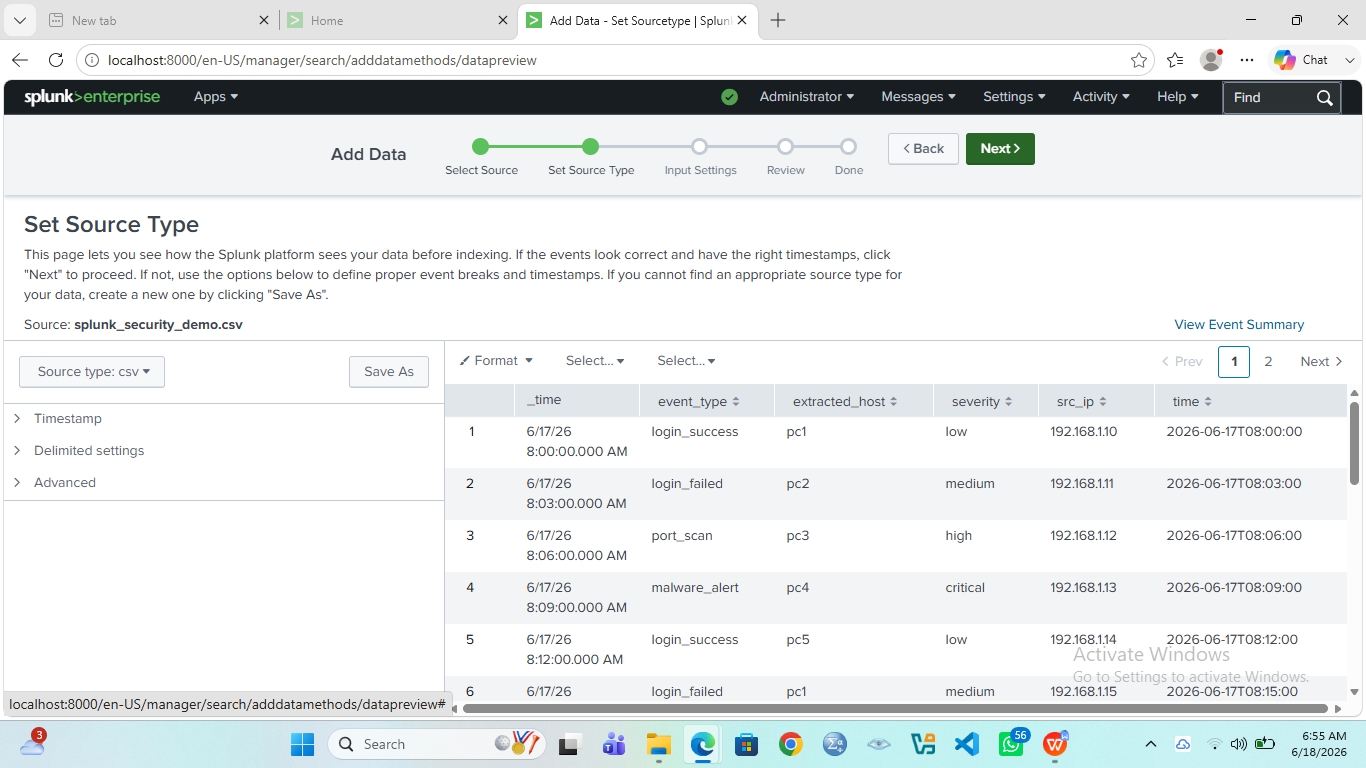 New tab
Home
Add Data - Set Sourcetype | Splun
localhost:8000/en-US/manager/search/adddatamethods/datapreview
Chat
splunk>enterprise Apps Administrator Messages Settings Activity Help Find
Add Data
Select Source Set Source Type Input Settings Review Done
< Back Next >
Set Source Type
This page lets you see how the Splunk platform sees your data before indexing. If the events look correct and have the right timestamps, click
"Next" to proceed. If not, use the options below to define proper event breaks and timestamps. If you cannot find an appropriate source type for
your data, create a new one by clicking "Save As".
Source: splunk_security_demo.csv View Event Summary
Source type: csv Save As
Timestamp
Delimited settings
Advanced
Format Select... Select... < Prev 1 2 Next >
_time event_type extracted_host severity src_ip time
1 6/17/26 8:00:00.000 AM login_success pc1 low 192.168.1.10 2026-06-17T08:00:00
2 6/17/26 8:03:00.000 AM login_failed pc2 medium 192.168.1.11 2026-06-17T08:03:00
3 6/17/26 8:06:00.000 AM port_scan pc3 high 192.168.1.12 2026-06-17T08:06:00
4 6/17/26 8:09:00.000 AM malware_alert pc4 critical 192.168.1.13 2026-06-17T08:09:00
5 6/17/26 8:12:00.000 AM login_success pc5 low 192.168.1.14 2026-06-17T08:12:00
6 6/17/26 login_failed pc1 medium 192.168.1.15 2026-06-17T08:15:00
Activate Windows
Go to Settings to activate Windows.
localhost:8000/en-US/manager/search/adddatamethods/datapreview#
3
Search
56
6:55 AM
6/18/2026